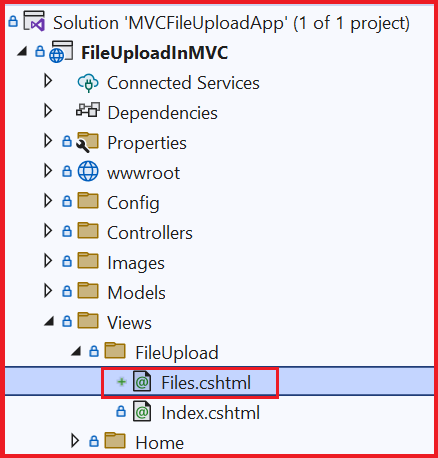 Solution 'MVCFileUploadApp' (1 of 1 project)
FileUploadInMVC
Connected Services
Dependencies
Properties
wwwroot
Config
Controllers
Images
Models
Views
FileUpload
Files.cshtml
Index.cshtml
Home